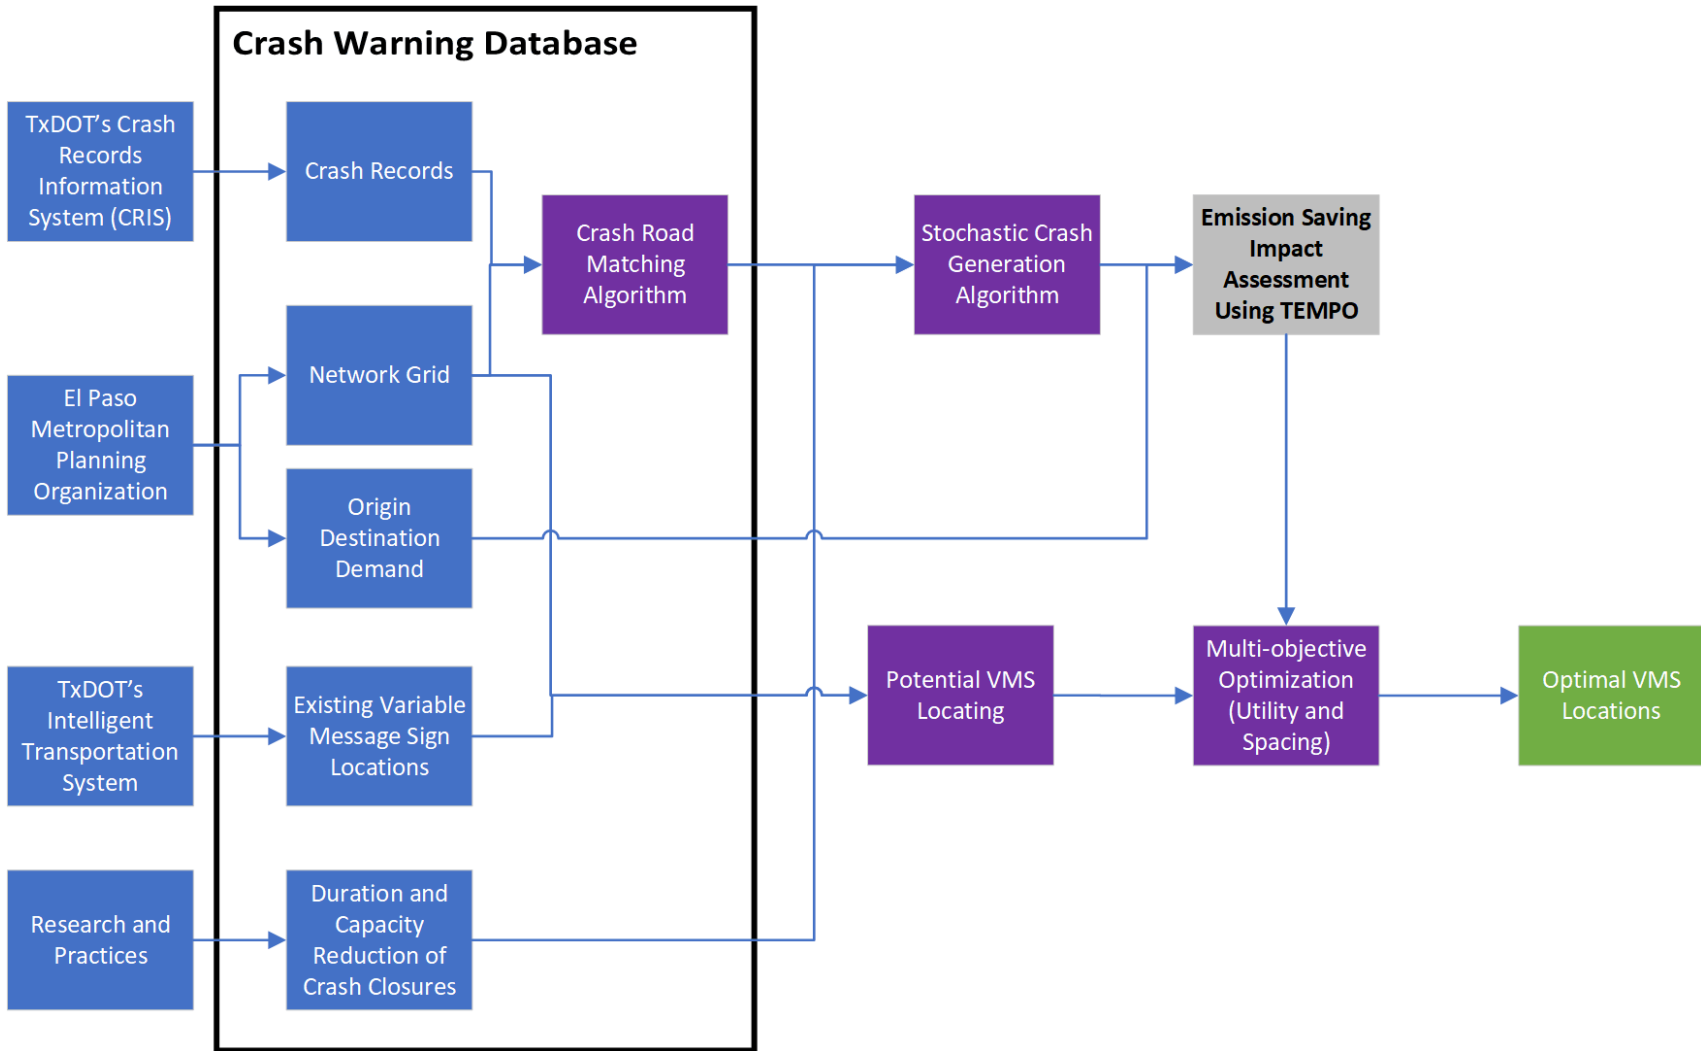 Crash Warning Database
TxDOT's Crash
Records
Information
System (CRIS)
Crash Records
Crash Road
Matching
Algorithm
Stochastic Crash
Generation
Algorithm
Emission Saving
Impact
Assessment
Using TEMPO
El Paso
Metropolitan
Planning
Organization
Network Grid
Origin
Destination
Demand
TxDOT's
Intelligent
Transportation
System
Existing Variable
Message Sign
Locations
Potential VMS
Locating
Multi-objective
Optimization
(Utility and
Spacing)
Optimal VMS
Locations
Research and
Practices
Duration and
Capacity
Reduction of
Crash Closures